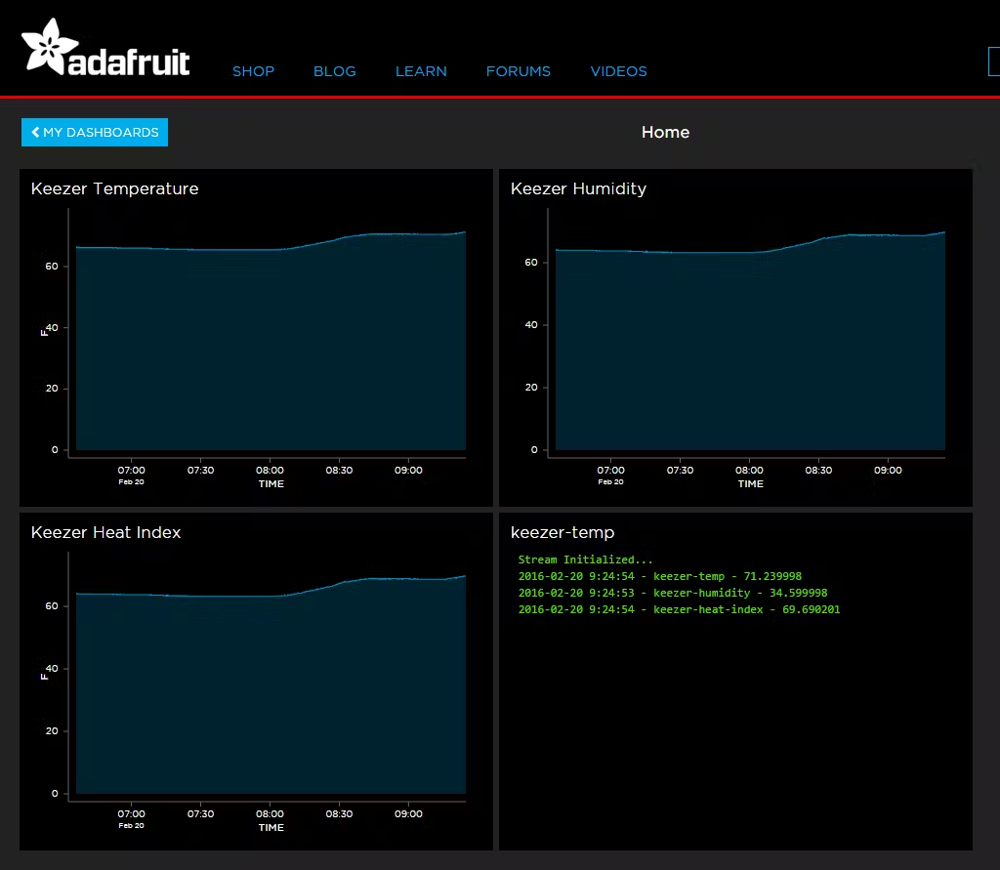 adafruit
SHOP BLOG LEARN FORUMS VIDEOS
MY DASHBOARDS
Home
Keezer Temperature
60
40
20
0
F
07:00 07:30 08:00 08:30 09:00
Feb 20
TIME
Keezer Humidity
60
40
20
0
07:00 07:30 08:00 08:30 09:00
Feb 20
TIME
Keezer Heat Index
60
40
20
0
F
07:00 07:30 08:00 08:30 09:00
Feb 20
TIME
keezer-temp
Stream Initialized...
2016-02-20 9:24:54 - keezer-temp - 71.239998
2016-02-20 9:24:53 - keezer-humidity - 34.599998
2016-02-20 9:24:54 - keezer-heat-index - 69.690201